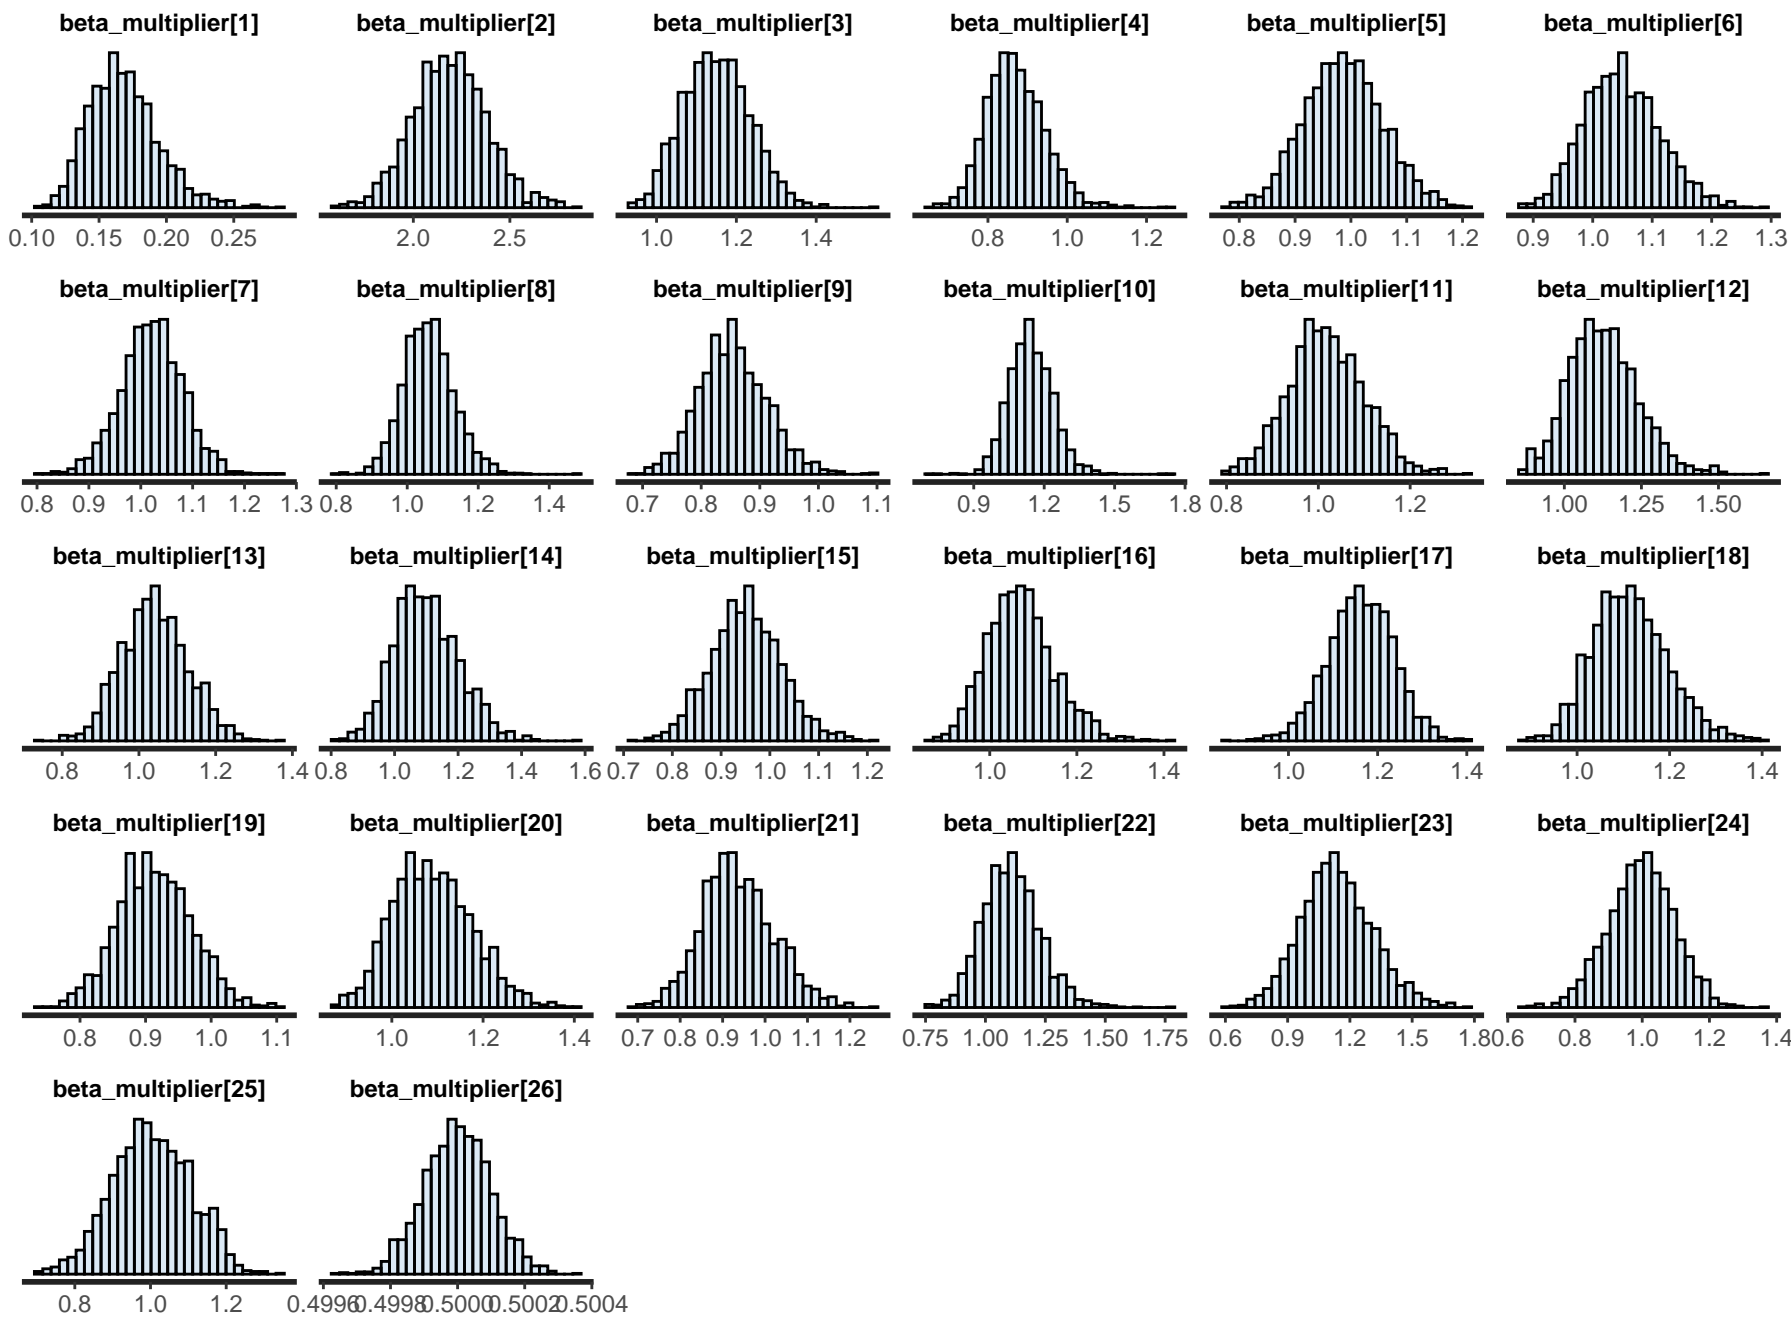 beta_multiplier[1] beta_multiplier[2] beta_multiplier[3] beta_multiplier[4] beta_multiplier[5] beta_multiplier[6]
0.10 0.15 0.20 0.25 2.0 2.5 1.0 1.2 1.4 0.8 1.0 1.2 0.8 0.9 1.0 1.1 1.2 0.9 1.0 1.1 1.2 1.3
beta_multiplier[7] beta_multiplier[8] beta_multiplier[9] beta_multiplier[10] beta_multiplier[11] beta_multiplier[12]
0.8 0.9 1.0 1.1 1.2 1.3 0.8 1.0 1.2 1.4 0.7 0.8 0.9 1.0 1.1 0.9 1.2 1.5 1.8 0.8 1.0 1.2 1.00 1.25 1.50
beta_multiplier[13] beta_multiplier[14] beta_multiplier[15] beta_multiplier[16] beta_multiplier[17] beta_multiplier[18]
0.8 1.0 1.2 1.4 0.8 1.0 1.2 1.4 1.6 0.7 0.8 0.9 1.0 1.1 1.2 1.0 1.2 1.4 1.0 1.2 1.4 1.0 1.2 1.4
beta_multiplier[19] beta_multiplier[20] beta_multiplier[21] beta_multiplier[22] beta_multiplier[23] beta_multiplier[24]
0.8 0.9 1.0 1.1 1.0 1.2 1.4 0.7 0.8 0.9 1.0 1.1 1.2 0.75 1.00 1.25 1.50 1.75 0.6 0.9 1.2 1.5 1.8 0.6 0.8 1.0 1.2 1.4
beta_multiplier[25] beta_multiplier[26]
0.8 1.0 1.2 0.4996 0.4998 0.5000 0.5002 0.5004